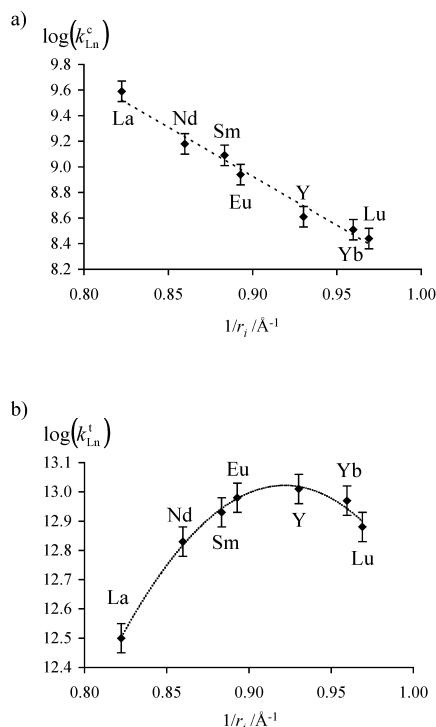 a)
log(k^c_Ln)
9.8
9.6
9.4
9.2
9.0
8.8
8.6
8.4
8.2
La
Nd
Sm
Eu
Y
Yb
Lu
0.80 0.85 0.90 0.95 1.00
1/r_i /Å^-1
b)
log(k^t_Ln)
13.1
13.0
12.9
12.8
12.7
12.6
12.5
12.4
La
Nd
Sm
Eu
Y
Yb
Lu
0.80 0.85 0.90 0.95 1.00
1/r_i /Å^-1